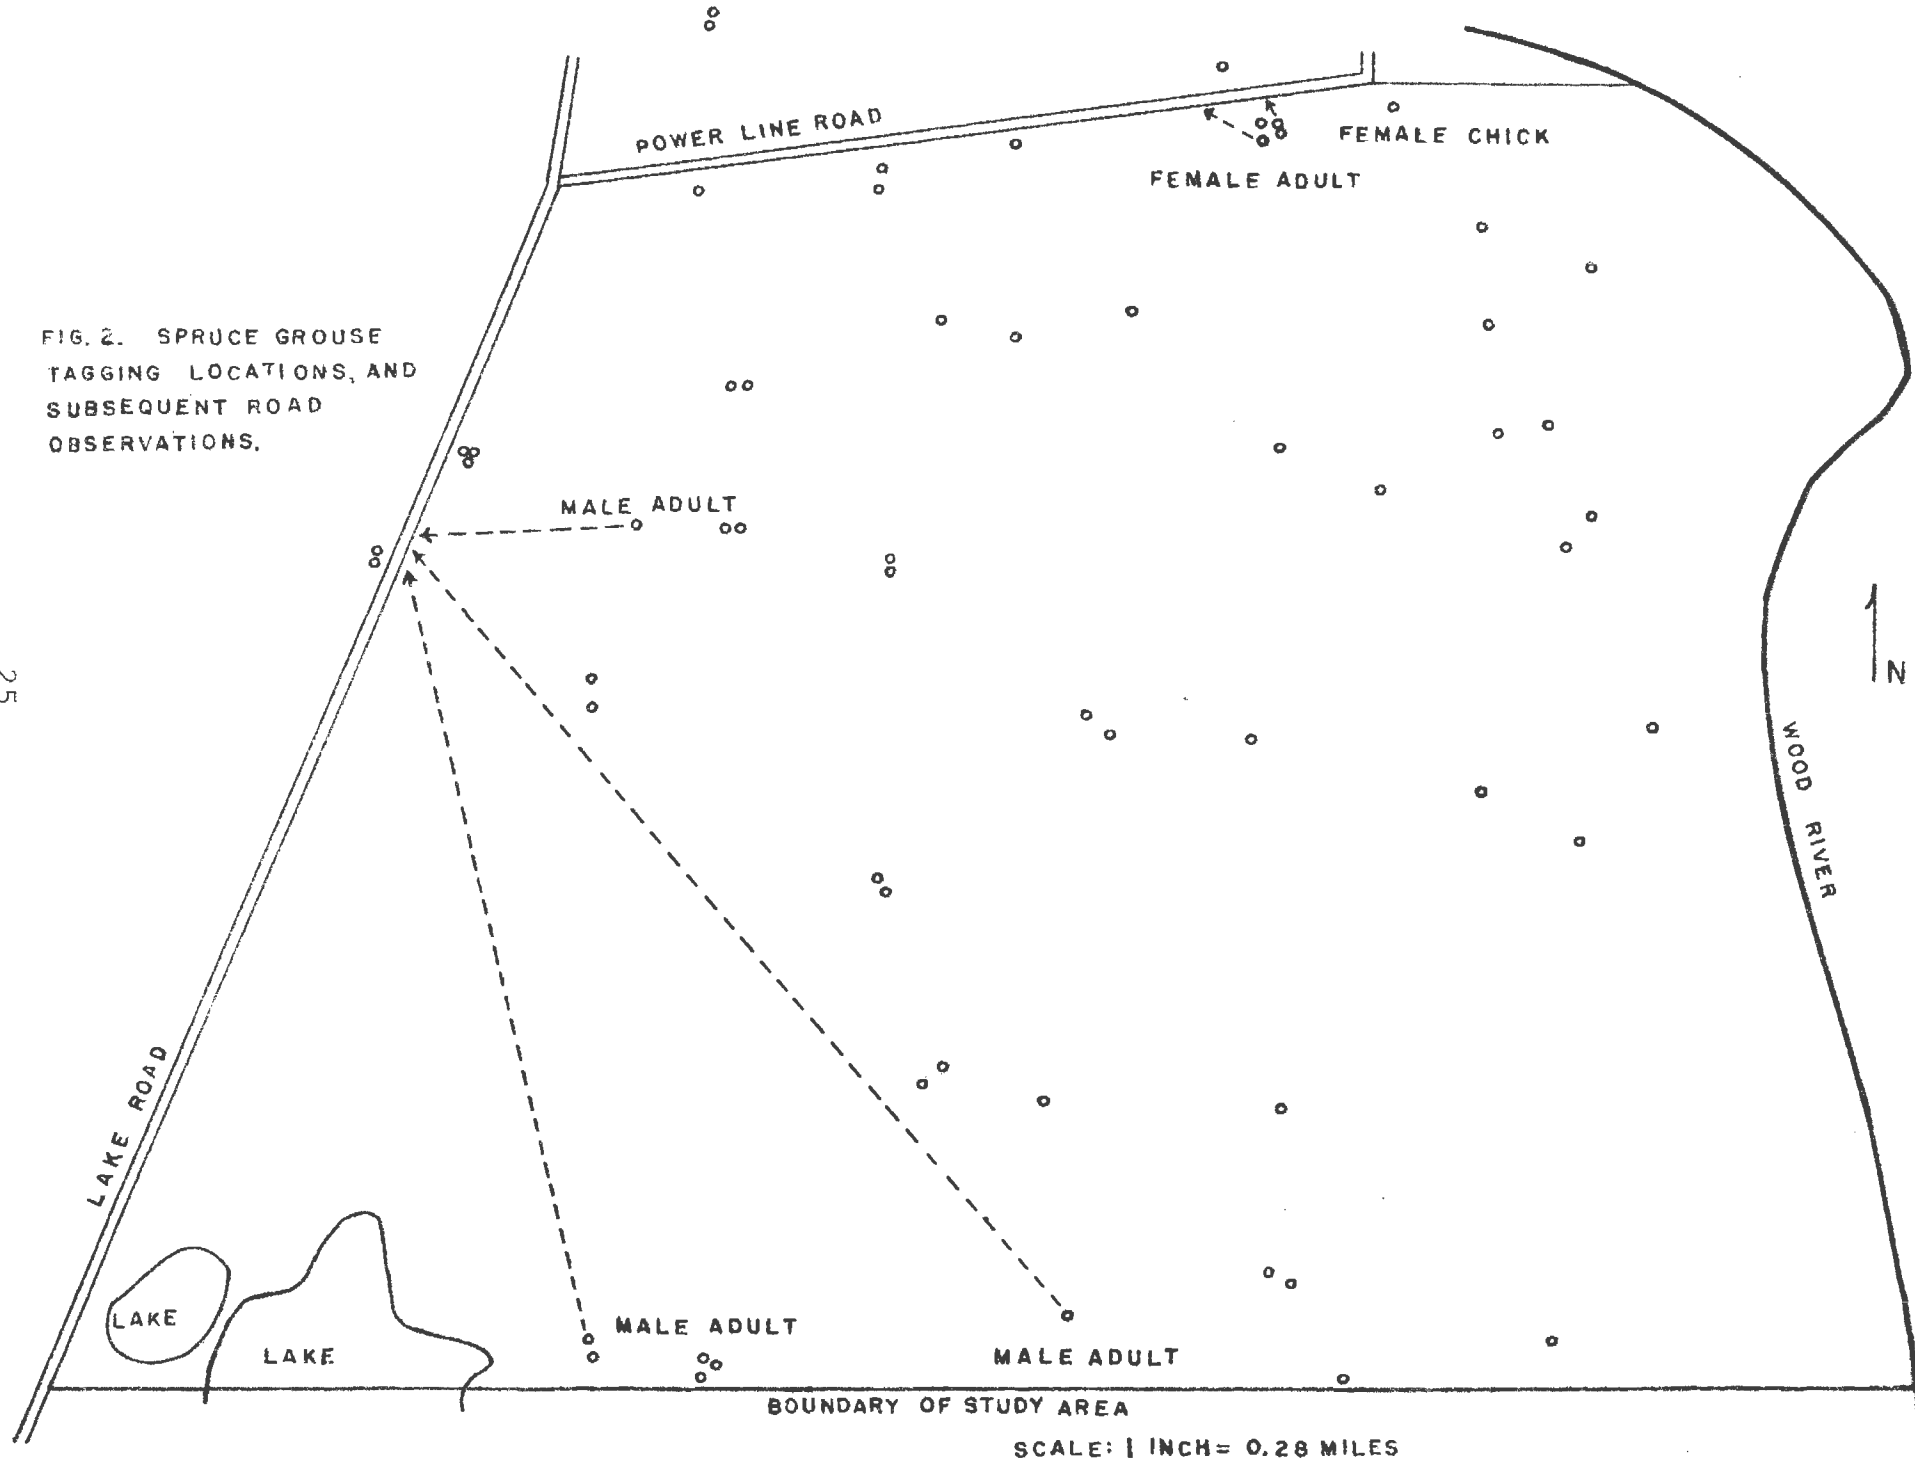 POWER LINE ROAD
FEMALE CHICK
FEMALE ADULT
FIG. 2. SPRUCE GROUSE
TAGGING LOCATIONS, AND
SUBSEQUENT ROAD
OBSERVATIONS.
MALE ADULT
25
N
WOOD RIVER
LAKE ROAD
LAKE
LAKE
MALE ADULT
MALE ADULT
BOUNDARY OF STUDY AREA
SCALE: 1 INCH = 0.28 MILES